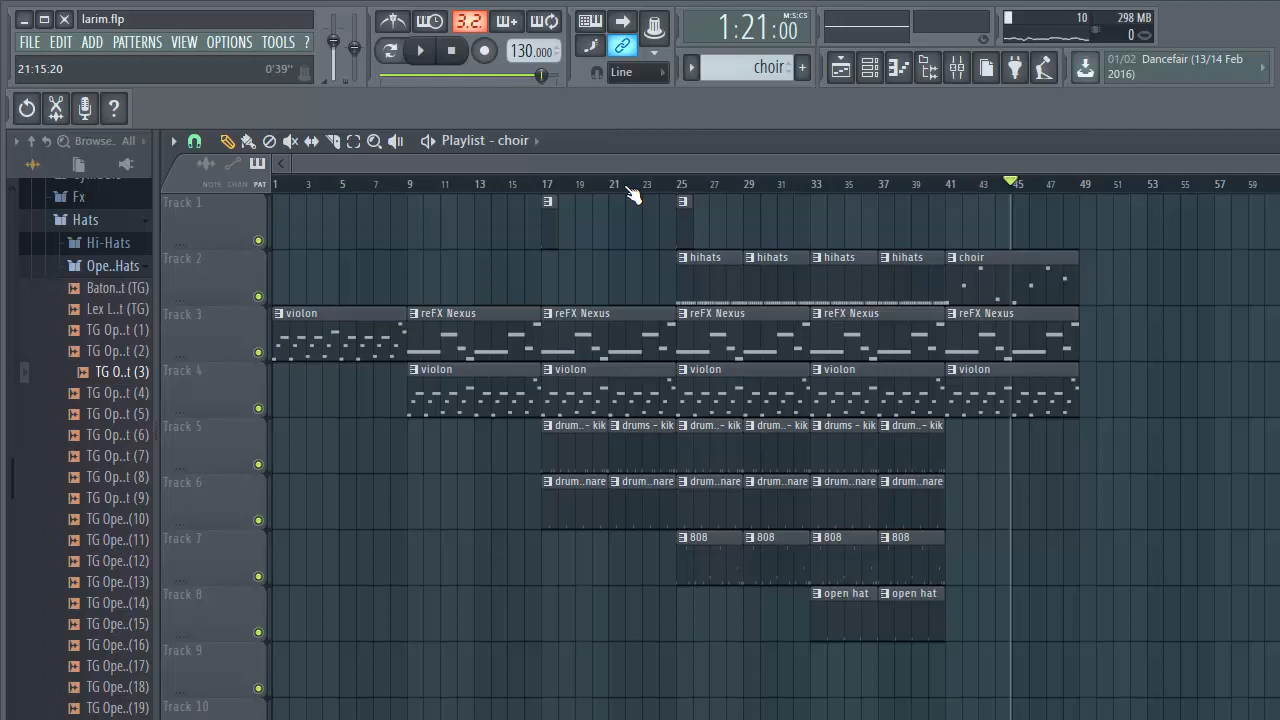 larim.flp
3.2.
1:21:00
M:S:CS
10
298 MB
0
FILE EDIT ADD PATTERNS VIEW OPTIONS TOOLS ?
130.000
21:15:20
0'39"
Line
choir
01/02 Dancefair (13/14 Feb
2016)
?
Browse.. All
Playlist - choir
NOTE CHAN PAT
1 5 7 9 11 13 15 17 19 21 23 25 27 29 31 33 35 37 39 41 43 45 47 49 51 53 55 57 59
Fx
Hats
Hi-Hats
Ope..Hats
Baton..t (TG)
Lex L..t (TG)
TG Op..t (1)
TG Op..t (2)
TG O..t (3)
TG Op..t (4)
TG Op..t (5)
TG Op..t (6)
TG Op..t (7)
TG Op..t (8)
TG Op..t (9)
TG Ope..(10)
TG Ope..(11)
TG Ope..(12)
TG Ope..(13)
TG Ope..(14)
TG Ope..(15)
TG Ope..(16)
TG Ope..(17)
TG Ope..(18)
TG Ope..(19)
Track 1
Track 2
hihats hihats hihats hihats choir
Track 3
violon reFX Nexus reFX Nexus reFX Nexus reFX Nexus reFX Nexus
Track 4
violon violon violon violon violon
Track 5
drum..- kik drums - kik drum..- kik drum..- kik drums - kik drum..- kik
Track 6
drum..nare drum..nare drum..nare drum..nare drum..nare drum..nare
Track 7
808 808 808 808
Track 8
open hat open hat
Track 9
Track 10